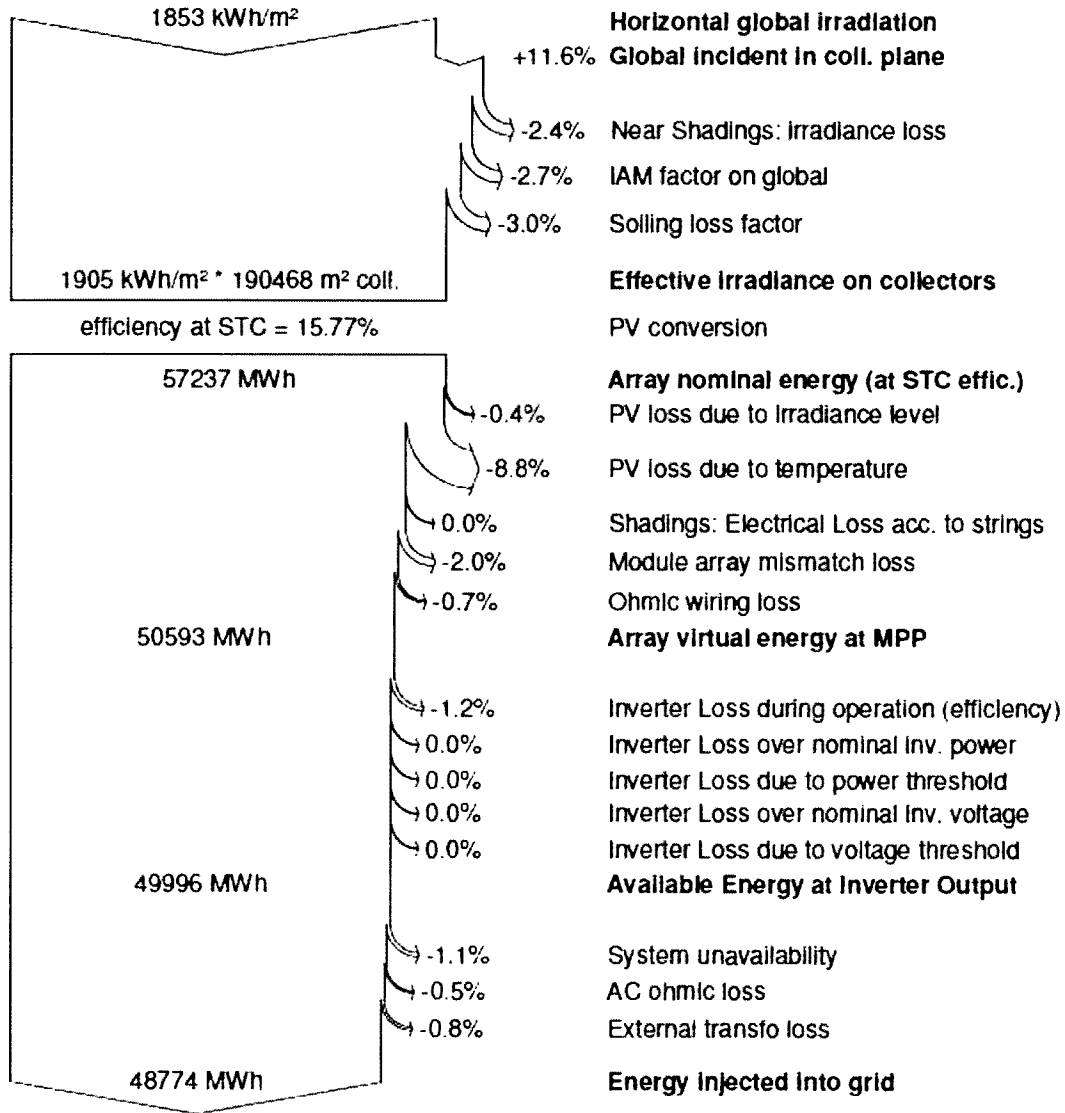 1853 kWh/m² Horizontal global irradiation
+11.6% Global incident in coll. plane
-2.4% Near Shadings: irradiance loss
-2.7% IAM factor on global
-3.0% Soiling loss factor
1905 kWh/m² * 190468 m² coll. Effective irradiance on collectors
efficiency at STC = 15.77% PV conversion
57237 MWh Array nominal energy (at STC effic.)
-0.4% PV loss due to irradiance level
-8.8% PV loss due to temperature
0.0% Shadings: Electrical Loss acc. to strings
-2.0% Module array mismatch loss
-0.7% Ohmic wiring loss
50593 MWh Array virtual energy at MPP
-1.2% Inverter Loss during operation (efficiency)
0.0% Inverter Loss over nominal inv. power
0.0% Inverter Loss due to power threshold
0.0% Inverter Loss over nominal inv. voltage
0.0% Inverter Loss due to voltage threshold
49996 MWh Available Energy at Inverter Output
-1.1% System unavailability
-0.5% AC ohmic loss
-0.8% External transfo loss
48774 MWh Energy injected into grid